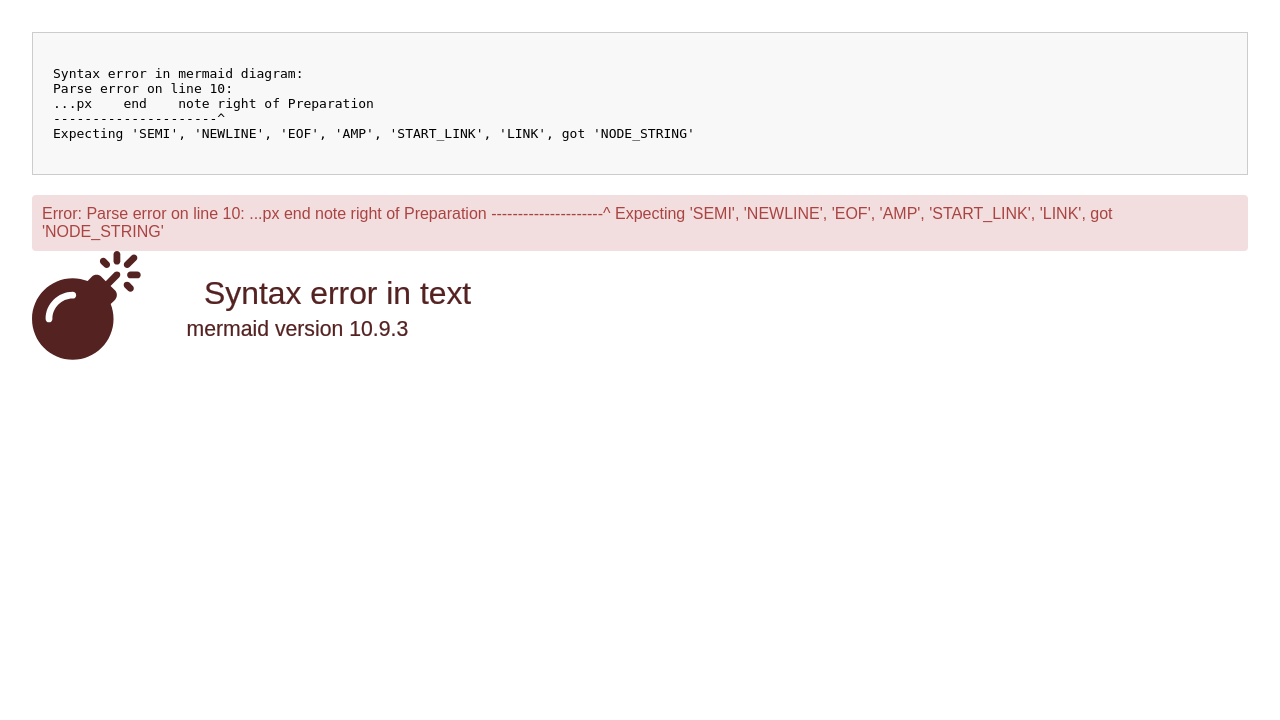 Syntax error in mermaid diagram:
Parse error on line 10:
...px    end    note right of Preparation
---------------------^
Expecting 'SEMI', 'NEWLINE', 'EOF', 'AMP', 'START_LINK', 'LINK', got 'NODE_STRING'
Error: Parse error on line 10: ...px end note right of Preparation ---------------------^ Expecting 'SEMI', 'NEWLINE', 'EOF', 'AMP', 'START_LINK', 'LINK', got
'NODE_STRING'
Syntax error in text
mermaid version 10.9.3